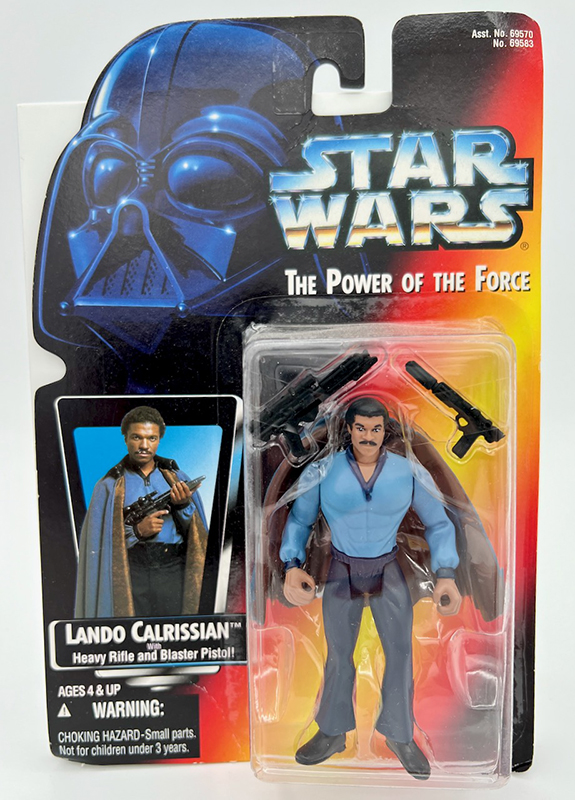 Asst. No. 69570
No. 69583
STAR
WARS®
THE POWER OF THE FORCE
LANDO CALRISSIAN™
With
Heavy Rifle and Blaster Pistol!
AGES 4 & UP
⚠ WARNING:
CHOKING HAZARD-Small parts.
Not for children under 3 years.